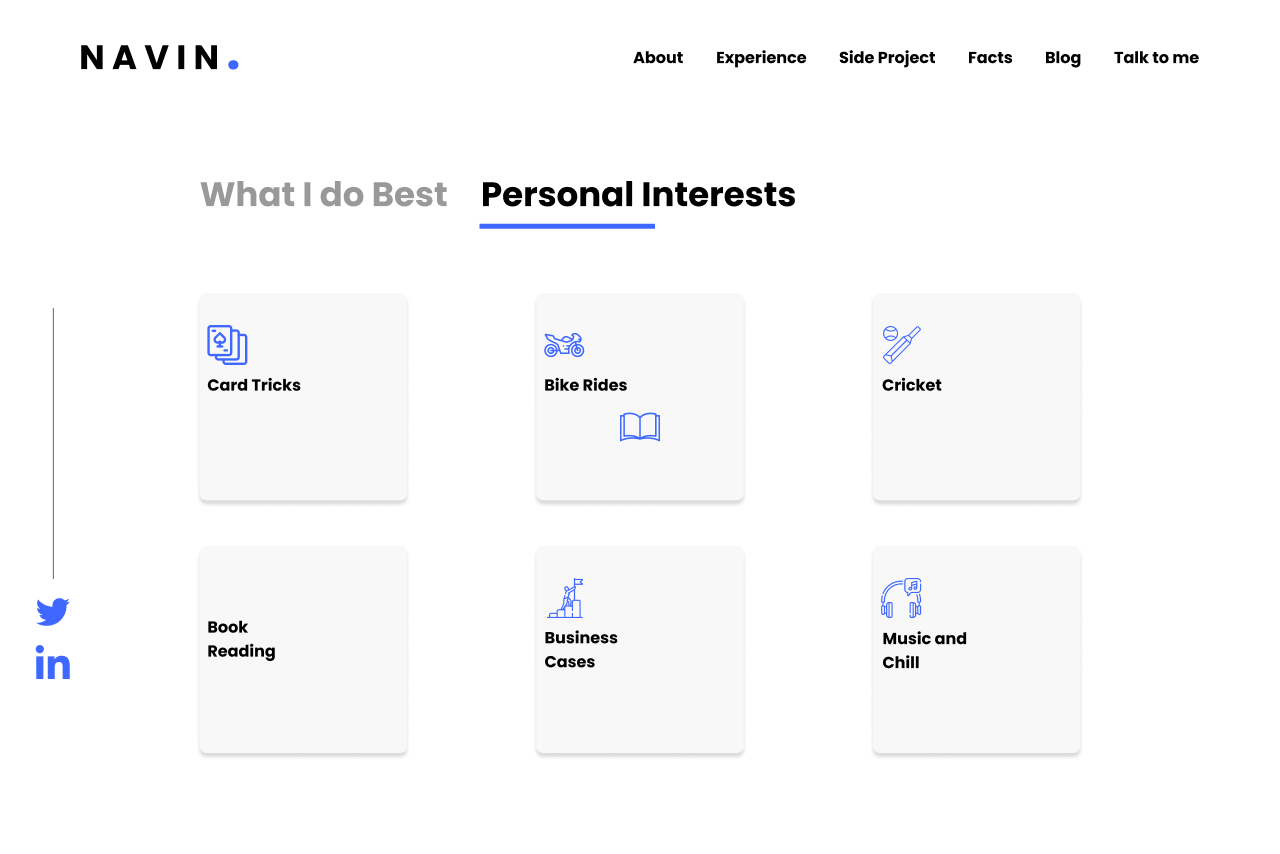 NAVIN.
About Experience Side Project Facts Blog Talk to me
What I do Best Personal Interests
Card Tricks
Bike Rides
Cricket
Book
Reading
Business
Cases
Music and
Chill
in